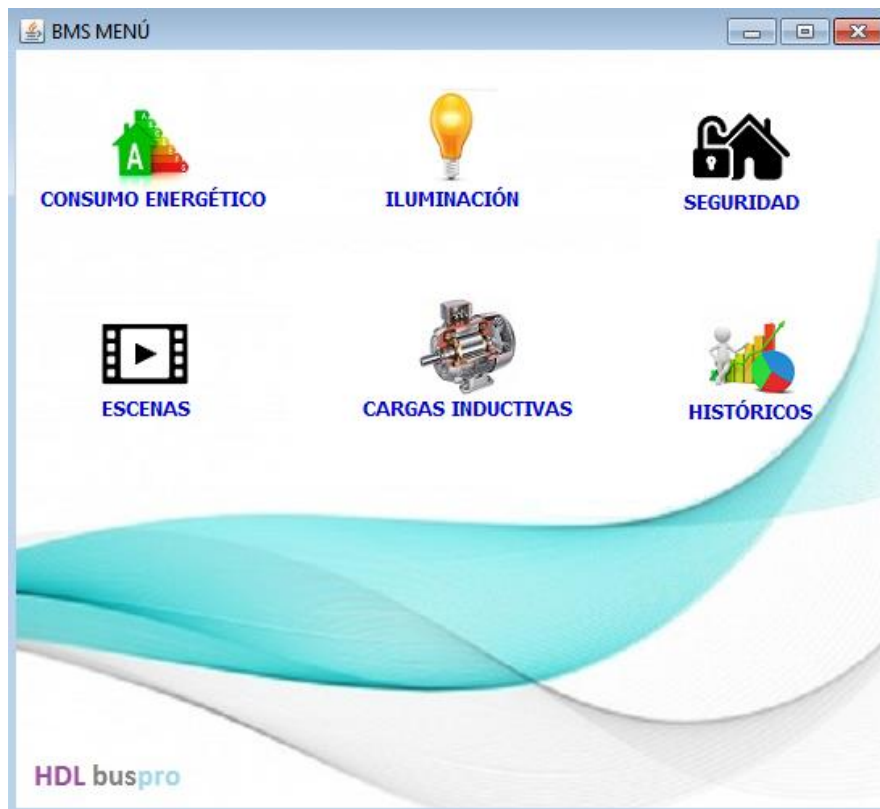 BMS MENÚ
CONSUMO ENERGÉTICO
ILUMINACIÓN
SEGURIDAD
ESCENAS
CARGAS INDUCTIVAS
HISTÓRICOS
HDL buspro